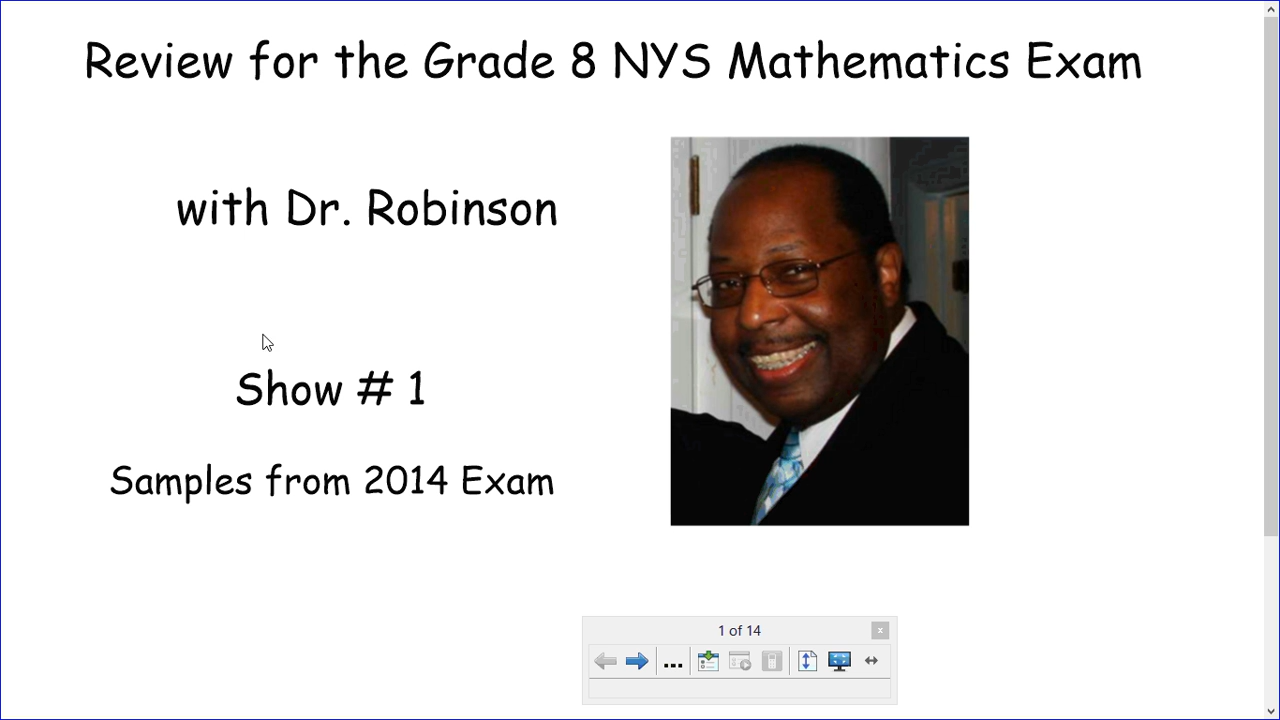 Review for the Grade 8 NYS Mathematics Exam
with Dr. Robinson
Show # 1
Samples from 2014 Exam
1 of 14